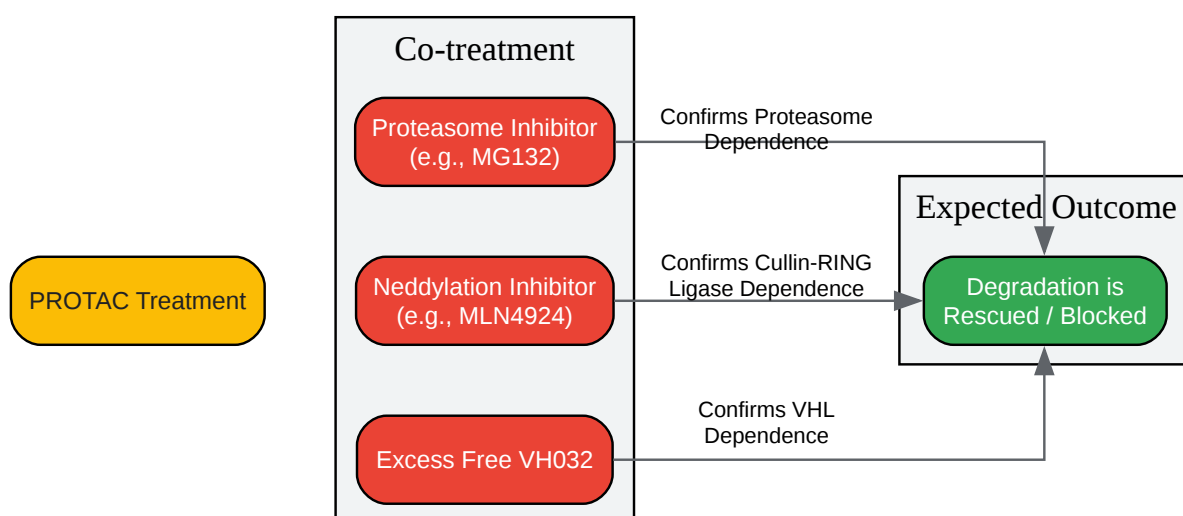 PROTAC Treatment
Co-treatment
Proteasome Inhibitor
(e.g., MG132)
Neddylation Inhibitor
(e.g., MLN4924)
Excess Free VH032
Confirms Proteasome
Dependence
Confirms Cullin-RING
Ligase Dependence
Confirms VHL
Dependence
Expected Outcome
Degradation is
Rescued / Blocked